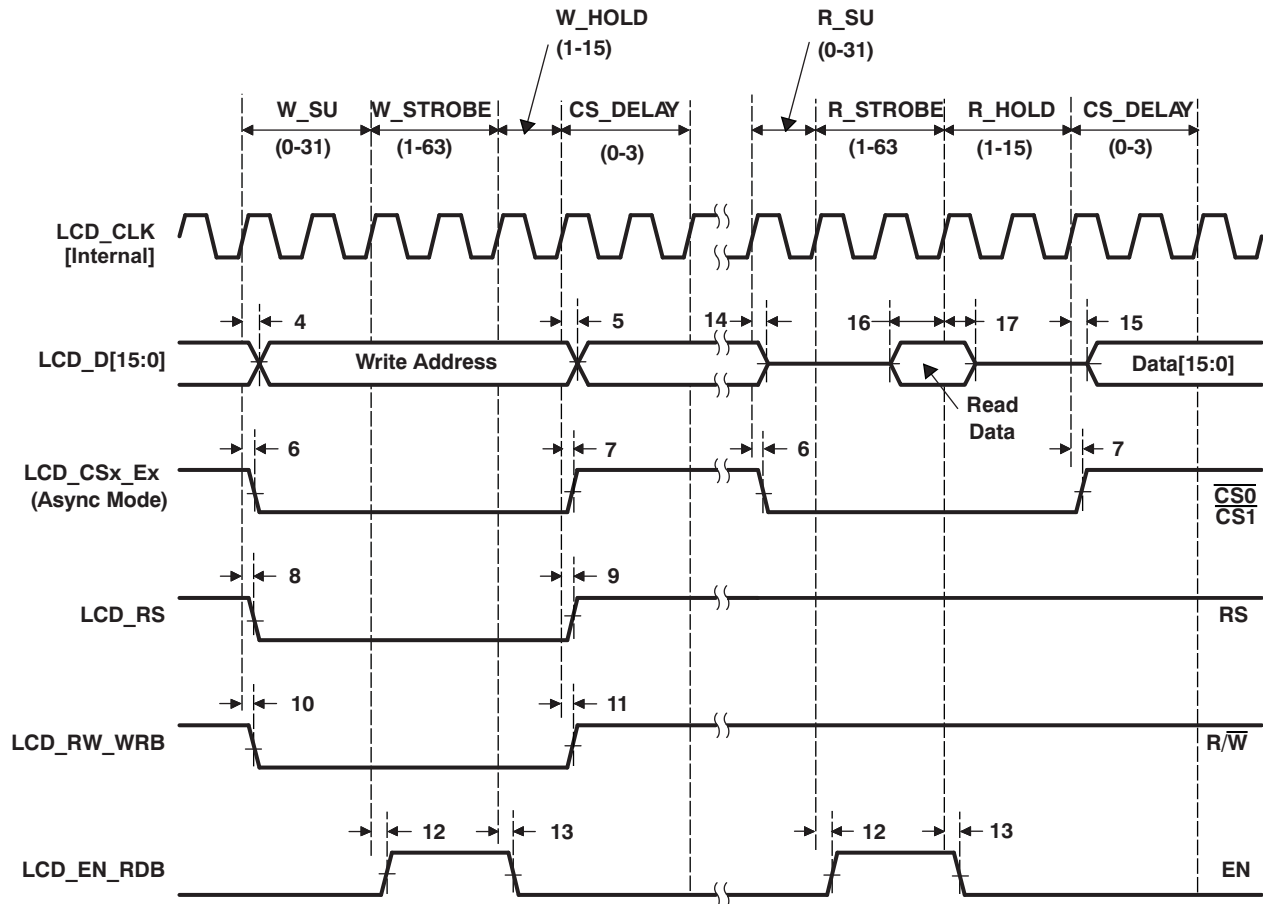 W_HOLD
(1-15)
R_SU
(0-31)
W_SU W_STROBE CS_DELAY R_STROBE R_HOLD CS_DELAY
(0-31) (1-63) (0-3) (1-63 (1-15) (0-3)
LCD_CLK
[Internal]
4 5 14 16 17 15
LCD_D[15:0] Write Address Data[15:0]
Read
Data
6 7 6 7
LCD_CSx_Ex
(Async Mode)
CS0
CS1
8 9
LCD_RS RS
10 11
LCD_RW_WRB R/W
12 13 12 13
LCD_EN_RDB EN